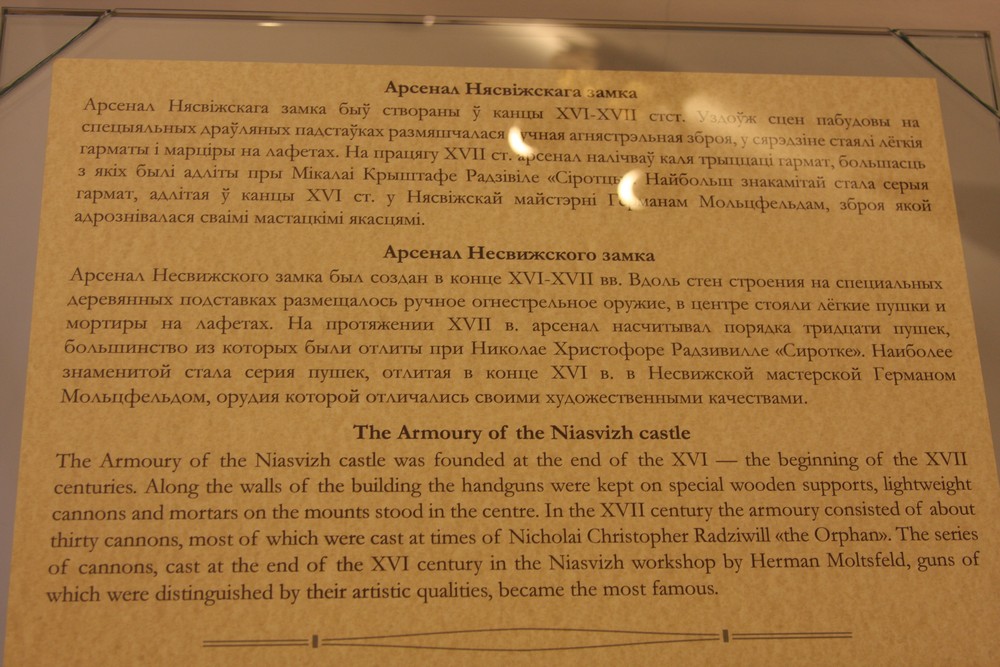 Арсенал Нясвіжскага замка
Арсенал Нясвіжскага замка быў створаны ў канцы XVI-XVII стст. Уздоўж сцен пабудовы на
спецыяльных драўляных падстаўках размяшчалася ручная агнястрэльная зброя, у сярэдзіне стаялі лёгкія
гарматы і марціры на лафетах. На працягу XVII ст. арсенал налічваў каля трыццаці гармат, большасць
з якіх былі адліты пры Мікалаі Крыштафе Радзівіле «Сіротцы». Найбольш знакамітай стала серыя
гармат, адлітая ў канцы XVI ст. у Нясвіжскай майстэрні Германам Мольцфельдам, зброя якой
адрознівалася сваімі мастацкімі якасцямі.
Арсенал Несвижского замка
Арсенал Несвижского замка был создан в конце XVI-XVII вв. Вдоль стен строения на специальных
деревянных подставках размещалось ручное огнестрельное оружие, в центре стояли лёгкие пушки и
мортиры на лафетах. На протяжении XVII в. арсенал насчитывал порядка тридцати пушек,
большинство из которых были отлиты при Николае Христофоре Радзивилле «Сиротке». Наиболее
знаменитой стала серия пушек, отлитая в конце XVI в. в Несвижской мастерской Германом
Мольцфельдом, орудия которой отличались своими художественными качествами.
The Armoury of the Niasvizh castle
The Armoury of the Niasvizh castle was founded at the end of the XVI — the beginning of the XVII
centuries. Along the walls of the building the handguns were kept on special wooden supports, lightweight
cannons and mortars on the mounts stood in the centre. In the XVII century the armoury consisted of about
thirty cannons, most of which were cast at times of Nicholai Christopher Radziwill «the Orphan». The series
of cannons, cast at the end of the XVI century in the Niasvizh workshop by Herman Moltsfeld, guns of
which were distinguished by their artistic qualities, became the most famous.